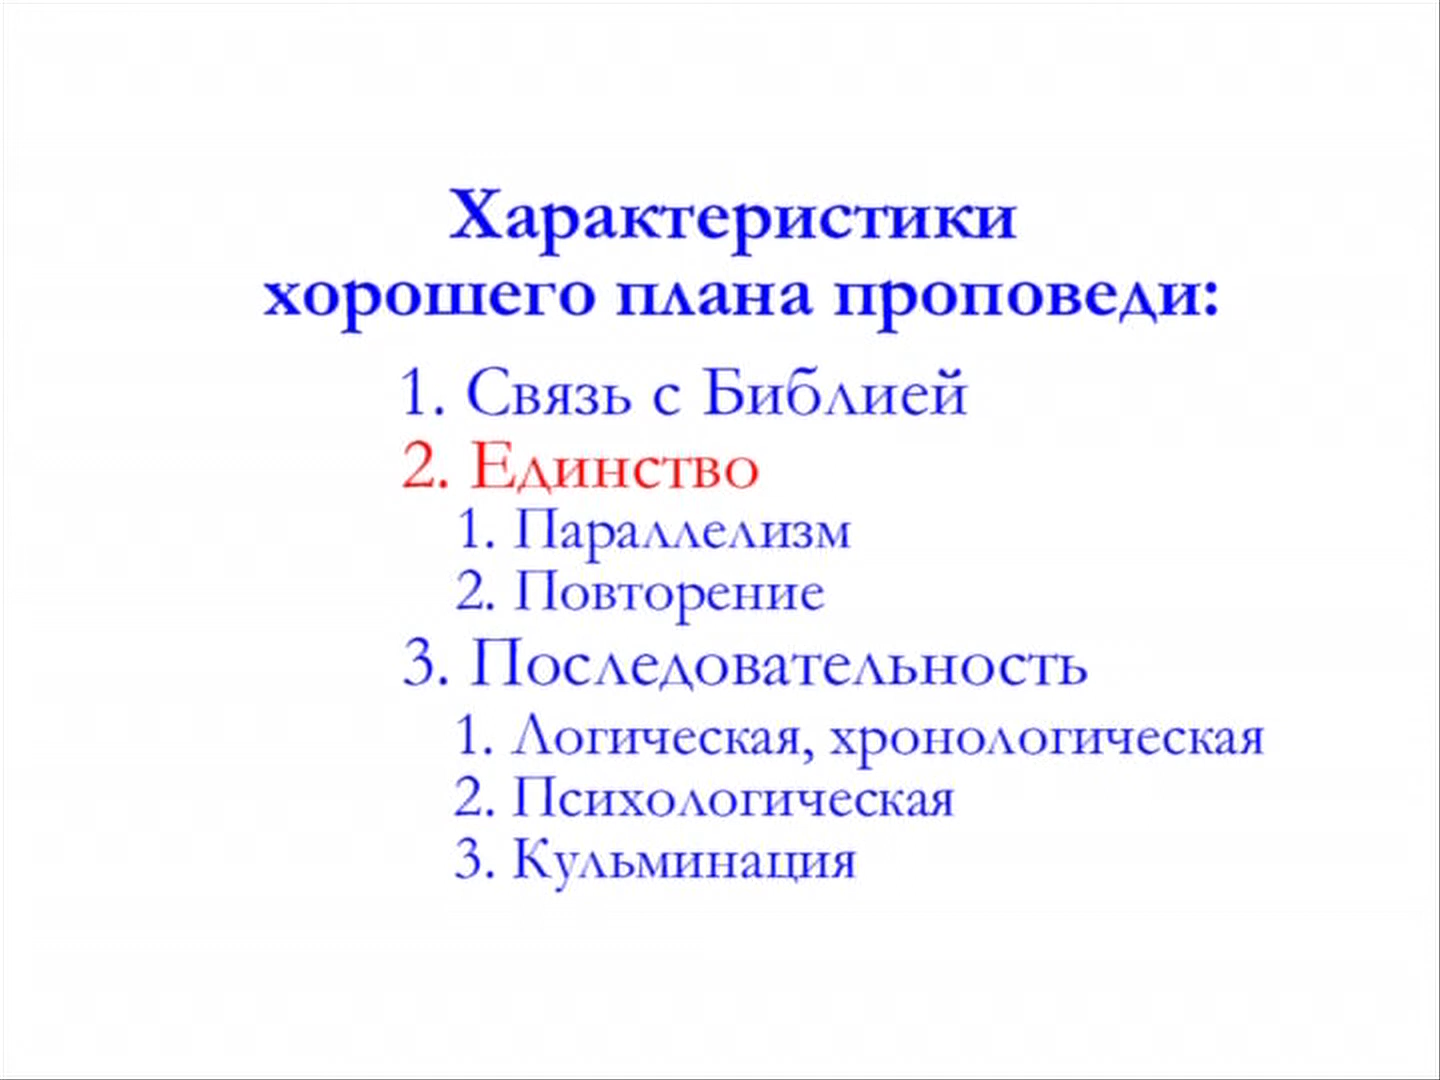 Характеристики
хорошего плана проповеди:
1. Связь с Библией
2. Единство
1. Параллелизм
2. Повторение
3. Последовательность
1. Логическая, хронологическая
2. Психологическая
3. Кульминация